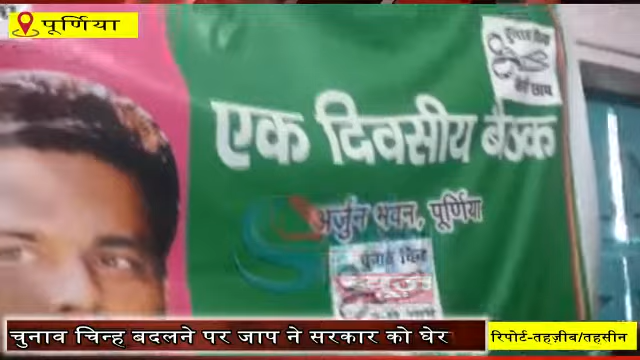 पूर्णिया
चुनाव चिन्ह
कैंची छाप
एक दिवसीय बैठक
अर्जुन भवन, पूर्णिया
चुनाव चिन्ह
न्यूज़
चुनाव चिन्ह बदलने पर जाप ने सरकार को घेर
रिपोर्ट-तहज़ीब/तहसीन